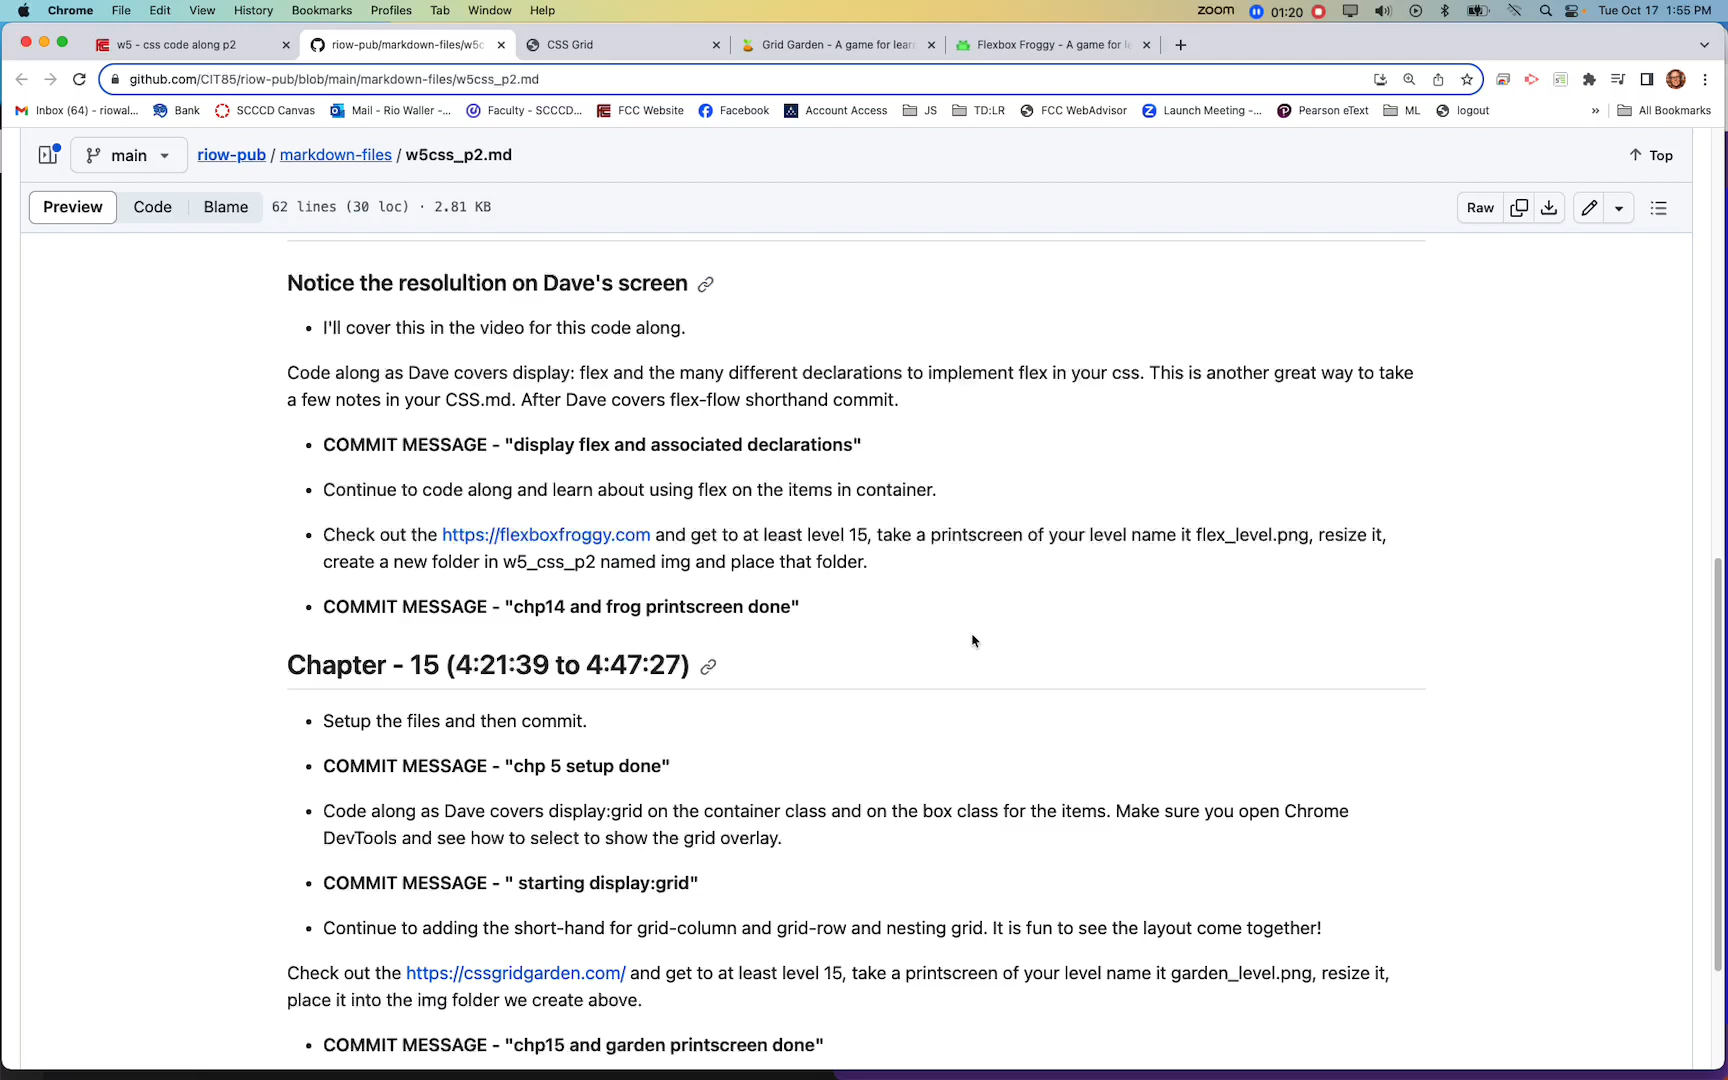 Chrome File Edit View History Bookmarks Profiles Tab Window Help zoom 01:20 Tue Oct 17 1:55 PM
w5 - css code along p2 riow-pub/markdown-files/w5c CSS Grid Grid Garden - A game for learn Flexbox Froggy - A game for le
github.com/CIT85/riow-pub/blob/main/markdown-files/w5css_p2.md
Inbox (64) - riowal... Bank SCCCD Canvas Mail - Rio Waller -... Faculty - SCCCD... FCC Website Facebook Account Access JS TD:LR FCC WebAdvisor Launch Meeting -... Pearson eText ML logout » All Bookmarks
main riow-pub / markdown-files / w5css_p2.md Top
Preview Code Blame 62 lines (30 loc) · 2.81 KB Raw
Notice the resolultion on Dave's screen
• I'll cover this in the video for this code along.
Code along as Dave covers display: flex and the many different declarations to implement flex in your css. This is another great way to take
a few notes in your CSS.md. After Dave covers flex-flow shorthand commit.
• COMMIT MESSAGE - "display flex and associated declarations"
• Continue to code along and learn about using flex on the items in container.
• Check out the https://flexboxfroggy.com and get to at least level 15, take a printscreen of your level name it flex_level.png, resize it,
create a new folder in w5_css_p2 named img and place that folder.
• COMMIT MESSAGE - "chp14 and frog printscreen done"
Chapter - 15 (4:21:39 to 4:47:27)
• Setup the files and then commit.
• COMMIT MESSAGE - "chp 5 setup done"
• Code along as Dave covers display:grid on the container class and on the box class for the items. Make sure you open Chrome
DevTools and see how to select to show the grid overlay.
• COMMIT MESSAGE - " starting display:grid"
• Continue to adding the short-hand for grid-column and grid-row and nesting grid. It is fun to see the layout come together!
Check out the https://cssgridgarden.com/ and get to at least level 15, take a printscreen of your level name it garden_level.png, resize it,
place it into the img folder we create above.
• COMMIT MESSAGE - "chp15 and garden printscreen done"